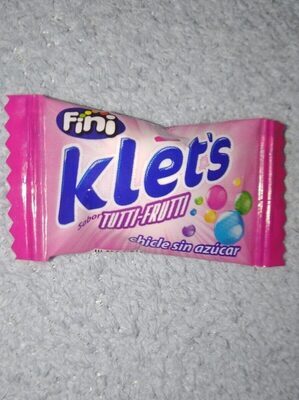 Fini
klet's
Sabor TUTTI-FRUTTI
chicle sin azúcar